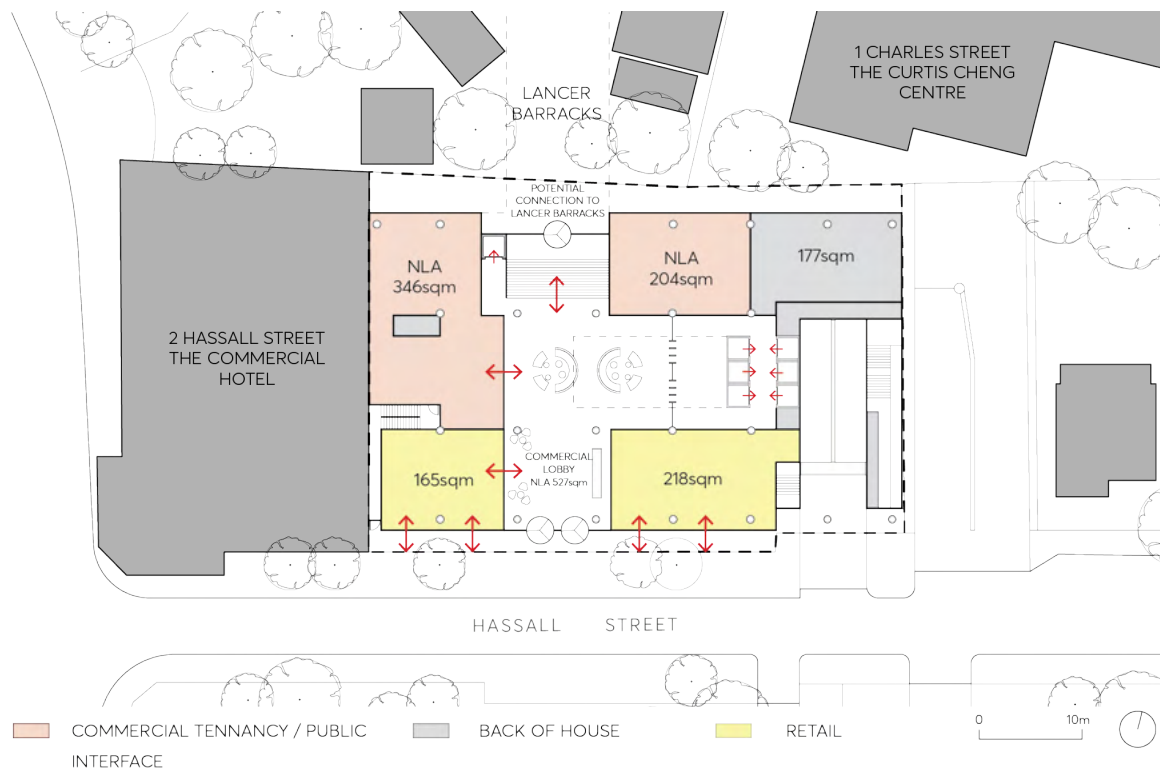 1 CHARLES STREET
THE CURTIS CHENG
CENTRE
LANCER
BARRACKS
POTENTIAL
CONNECTION TO
LANCER BARRACKS
NLA
346sqm
NLA
204sqm
177sqm
2 HASSALL STREET
THE COMMERCIAL
HOTEL
165sqm
COMMERCIAL
LOBBY
NLA 527sqm
218sqm
HASSALL STREET
COMMERCIAL TENNANCY / PUBLIC
INTERFACE
BACK OF HOUSE
RETAIL
0 10m